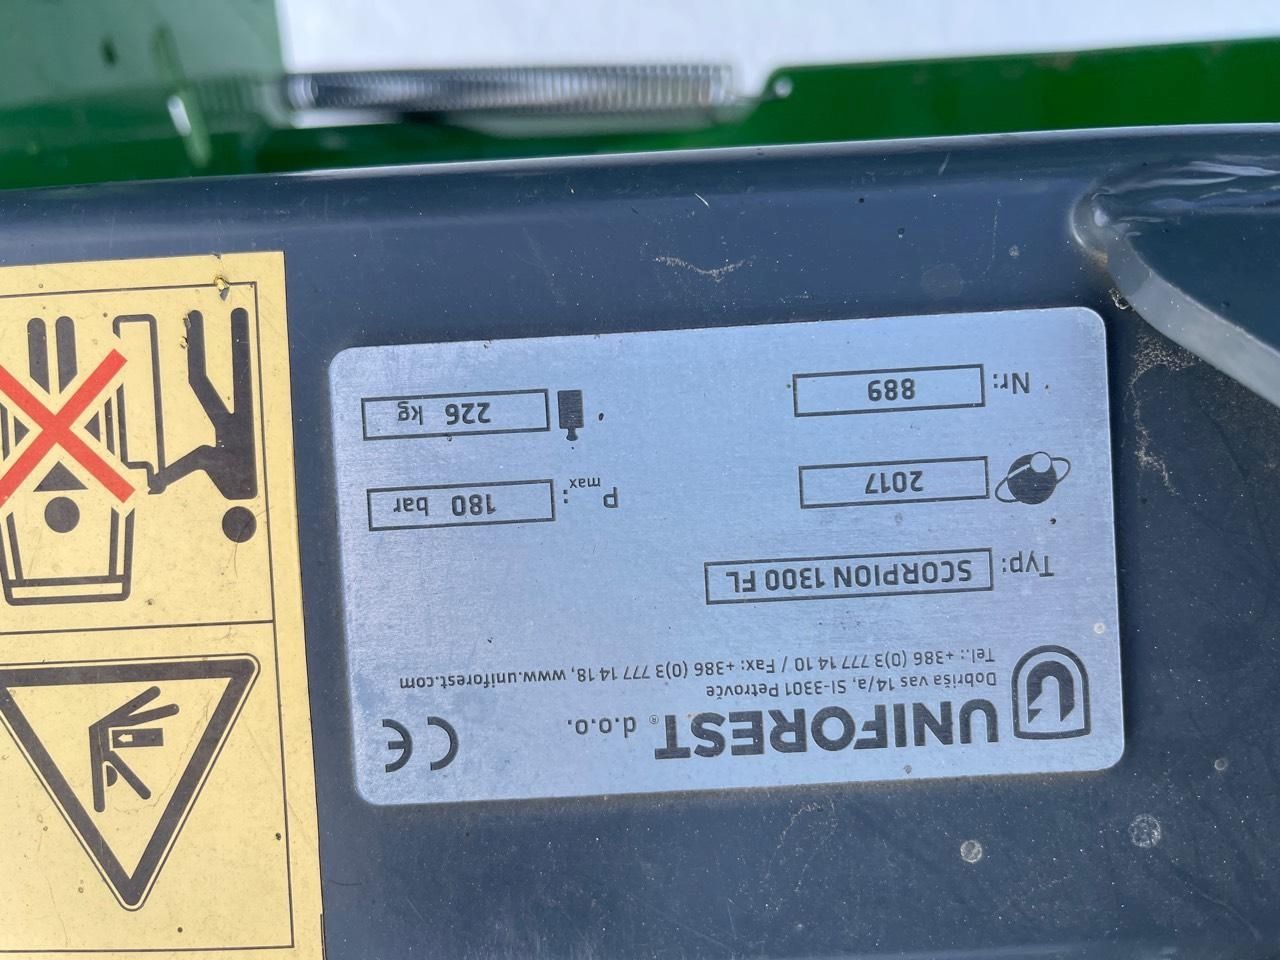 UNIFOREST® d.o.o. CE
Dobriša vas 14/a, SI-3301 Petrovče
Tel.: +386 (0)3 777 14 10 / Fax: +386 (0)3 777 14 18, www.uniforest.com
Typ: SCORPION 1300 FL
2017 Pmax: 180 bar
Nr: 889 226 kg